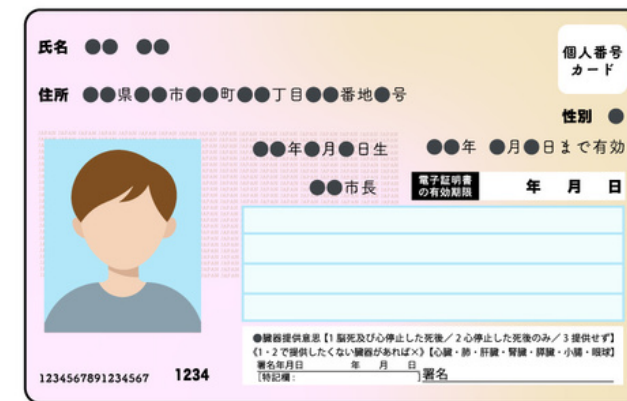 氏名 ●● ●●
個人番号
カード
住所 ●●県●●市●●町●●丁目●●番地●号
性別 ●
●●年●月●日生 ●●年 ●月●日まで有効
●●市長
電子証明書
の有効期限
年 月 日
●臓器提供意思【1 脳死及び心停止した死後／2 心停止した死後のみ／3 提供せず】
《1・2で提供したくない臓器があれば×》【心臓・肺・肝臓・腎臓・膵臓・小腸・眼球】
署名年月日 年 月 日
[特記欄： ]署名
1234567891234567 1234